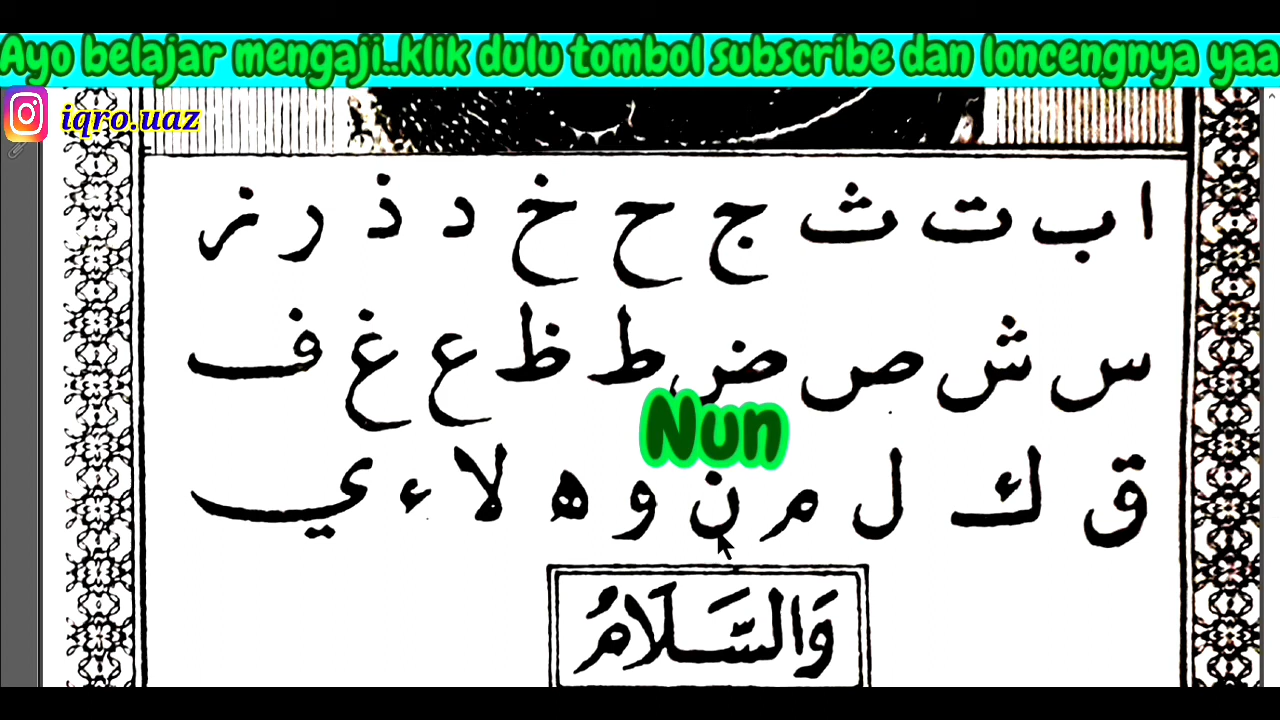 Ayo belajar mengaji..klik dulu tombol subscribe dan loncengnya yaa
iqro.uaz
ا ب ت ث ج ح خ د ذ ر ز
س ش ص ض ط ظ ع غ ف
Nun
ق ك ل م ن و ه لا ء ي
وَالسَّلَامُ